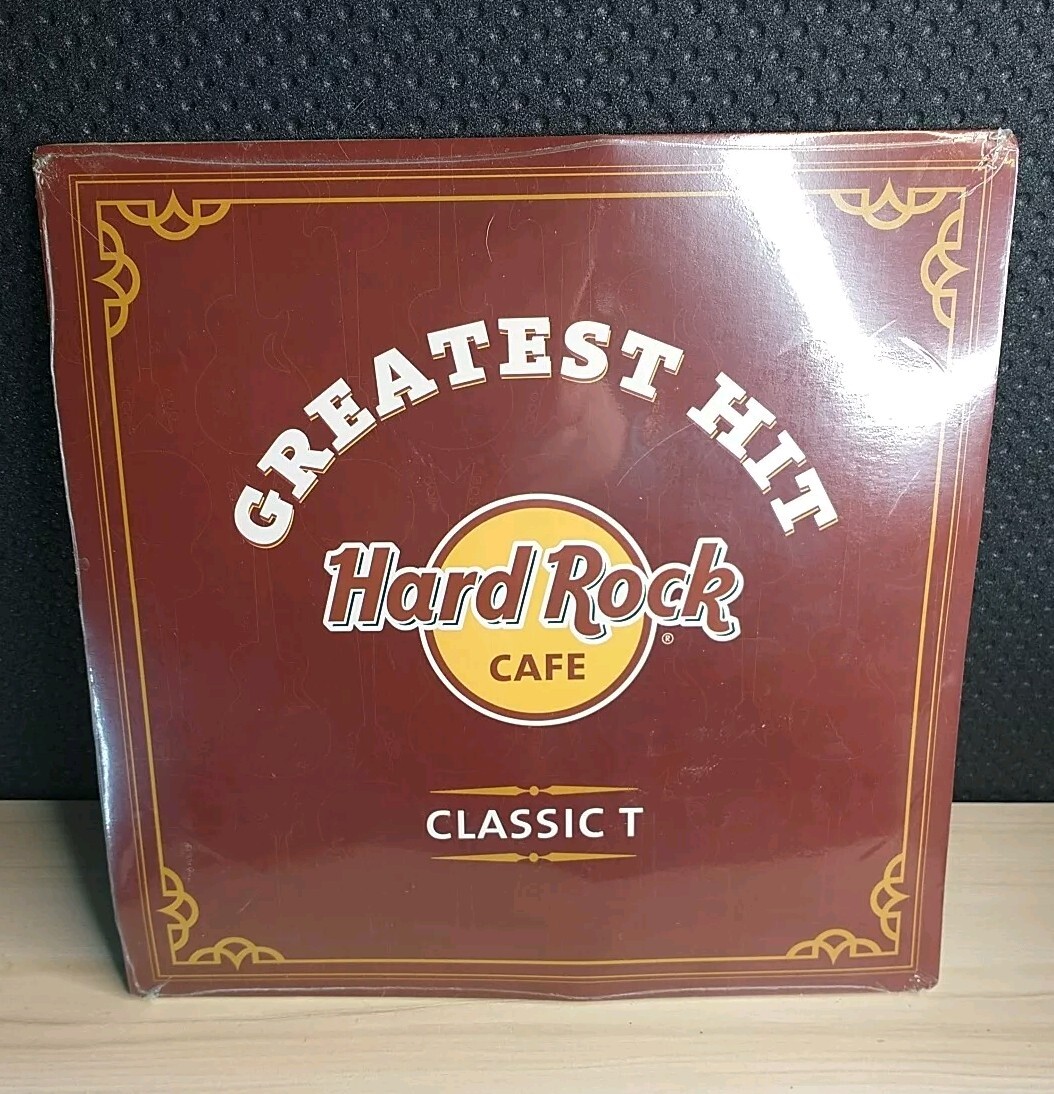 GREATEST HIT
Hard Rock
®
CAFE
CLASSIC T